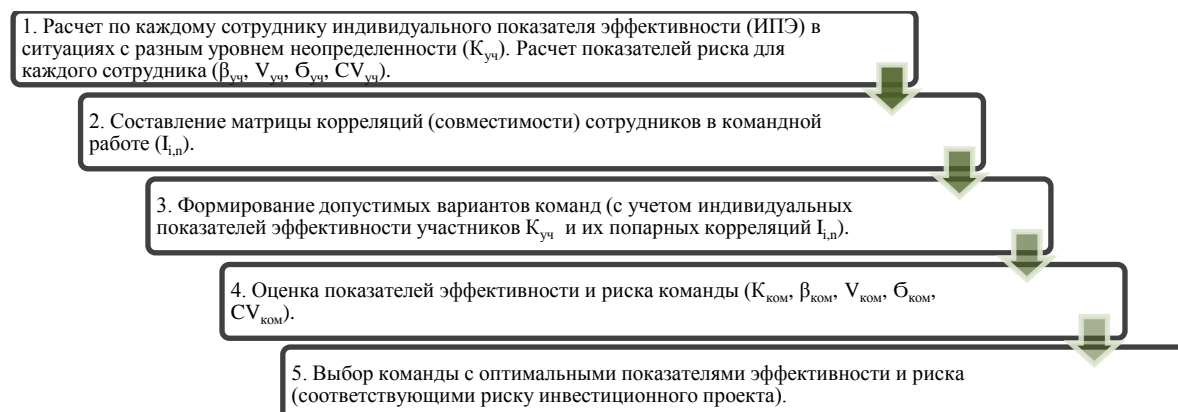 1. Расчет по каждому сотруднику индивидуального показателя эффективности (ИПЭ) в
ситуациях с разным уровнем неопределенности (Kуч). Расчет показателей риска для
каждого сотрудника (βуч, Vуч, Ϭуч, CVуч).
2. Составление матрицы корреляций (совместимости) сотрудников в командной
работе (Ii,n).
3. Формирование допустимых вариантов команд (с учетом индивидуальных
показателей эффективности участников Kуч и их попарных корреляций Ii,n).
4. Оценка показателей эффективности и риска команды (Kком, βком, Vком, Ϭком,
CVком).
5. Выбор команды с оптимальными показателями эффективности и риска
(соответствующими риску инвестиционного проекта).